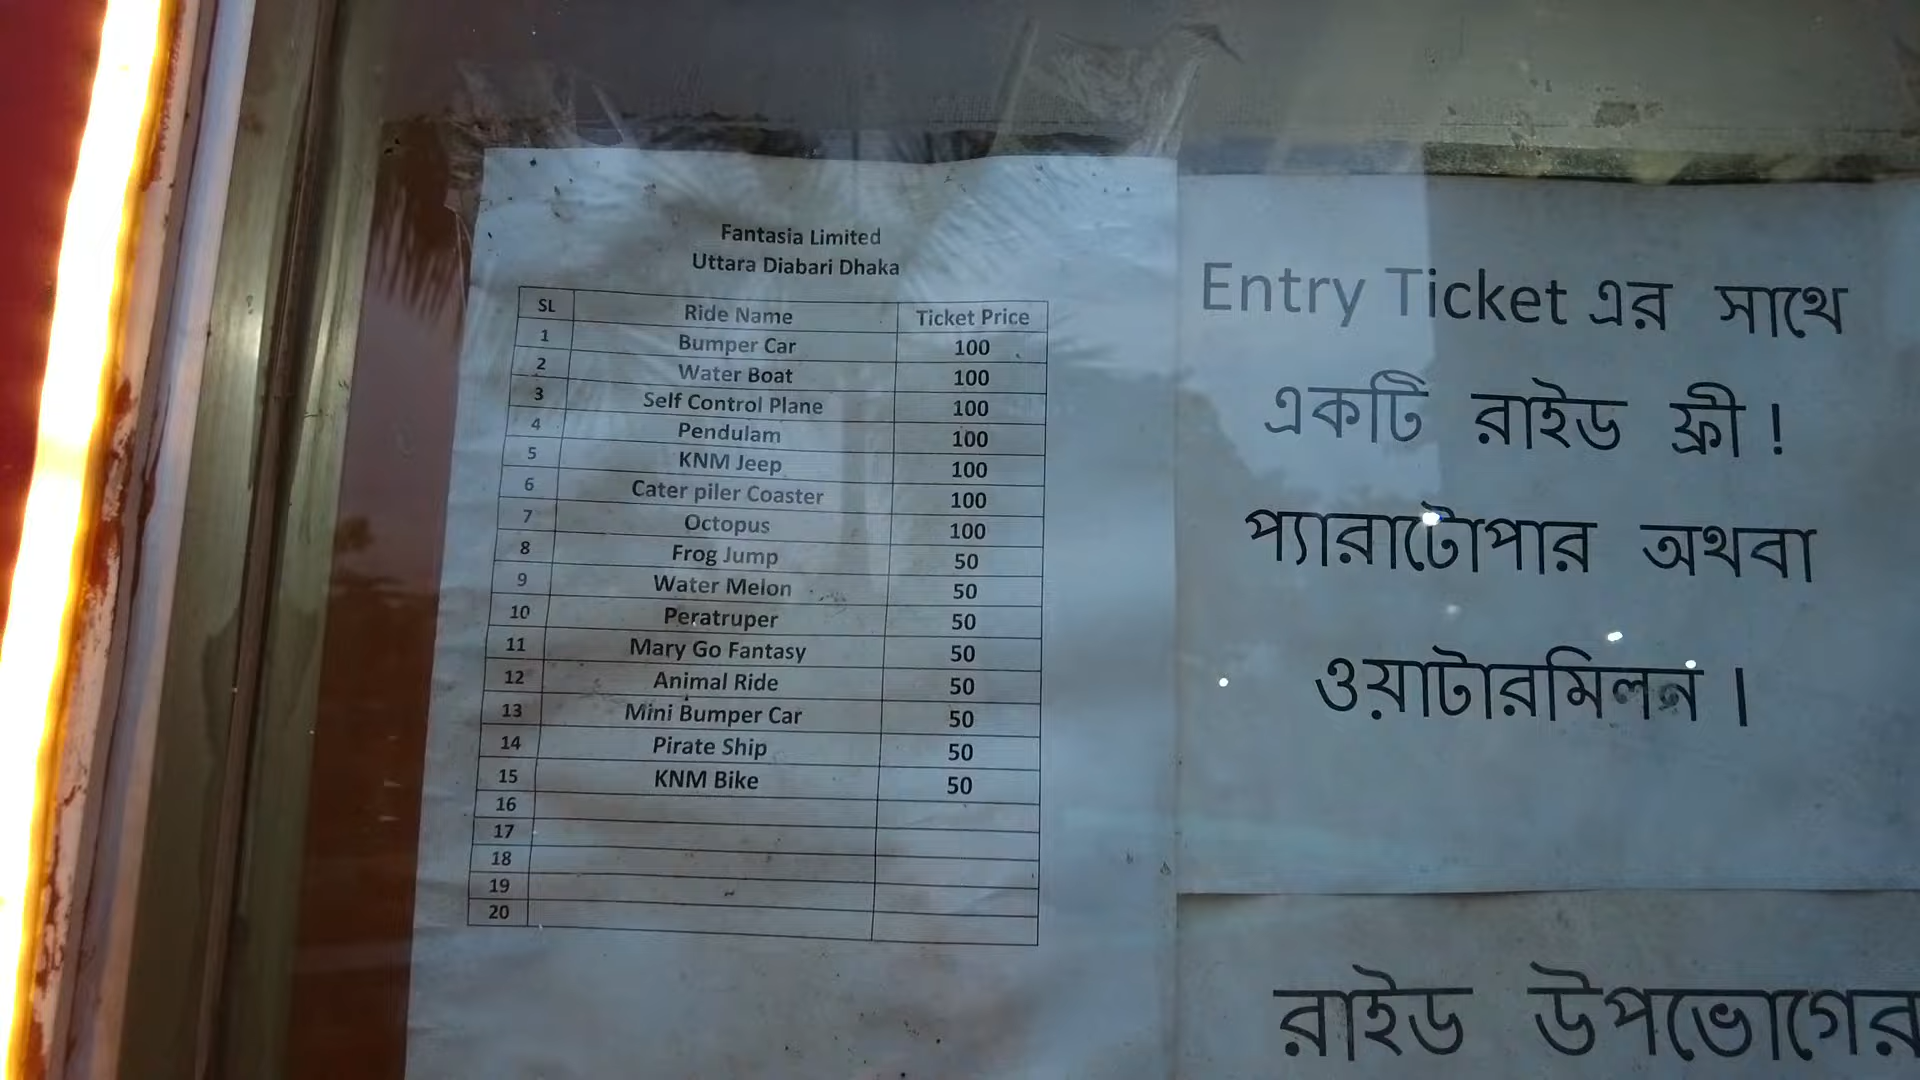 Fantasia Limited
Uttara Diabari Dhaka
SL Ride Name Ticket Price
1 Bumper Car 100
2 Water Boat 100
3 Self Control Plane 100
4 Pendulam 100
5 KNM Jeep 100
6 Cater piler Coaster 100
7 Octopus 100
8 Frog Jump 50
9 Water Melon 50
10 Peratruper 50
11 Mary Go Fantasy 50
12 Animal Ride 50
13 Mini Bumper Car 50
14 Pirate Ship 50
15 KNM Bike 50
16
17
18
19
20
Entry Ticket এর সাথে
একটি রাইড ফ্রী !
প্যারাটোপার অথবা
ওয়াটারমিলন ।
রাইড উপভোগের